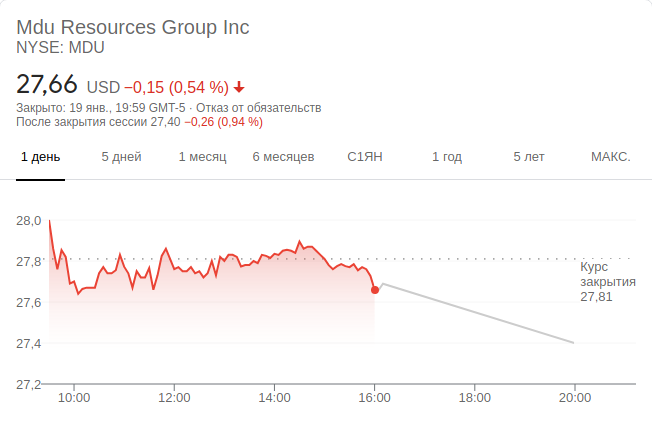 Mdu Resources Group Inc
NYSE: MDU
27,66 USD −0,15 (0,54 %)
Закрыто: 19 янв., 19:59 GMT-5 · Отказ от обязательств
После закрытия сессии 27,40 −0,26 (0,94 %)
1 день 5 дней 1 месяц 6 месяцев С1ЯН 1 год 5 лет МАКС.
28,0
27,8
Курс
закрытия
27,81
27,6
27,4
27,2
10:00 12:00 14:00 16:00 18:00 20:00